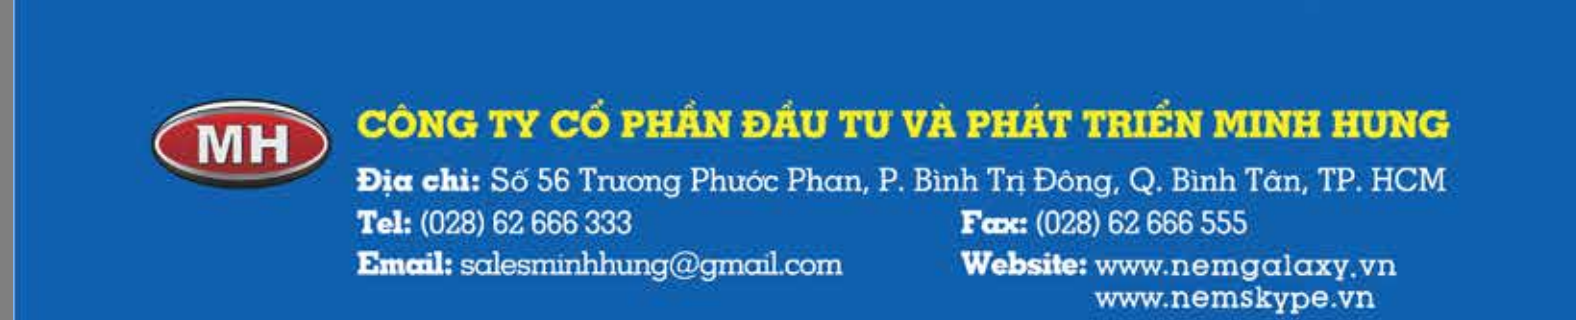 MH
CÔNG TY CỔ PHẦN ĐẦU TƯ VÀ PHÁT TRIỂN MINH HUNG
Địa chỉ: Số 56 Trương Phước Phan, P. Bình Trị Đông, Q. Bình Tân, TP. HCM
Tel: (028) 62 666 333 Fax: (028) 62 666 555
Email: salesminhhung@gmail.com Website: www.nemgalaxy.vn
www.nemskype.vn